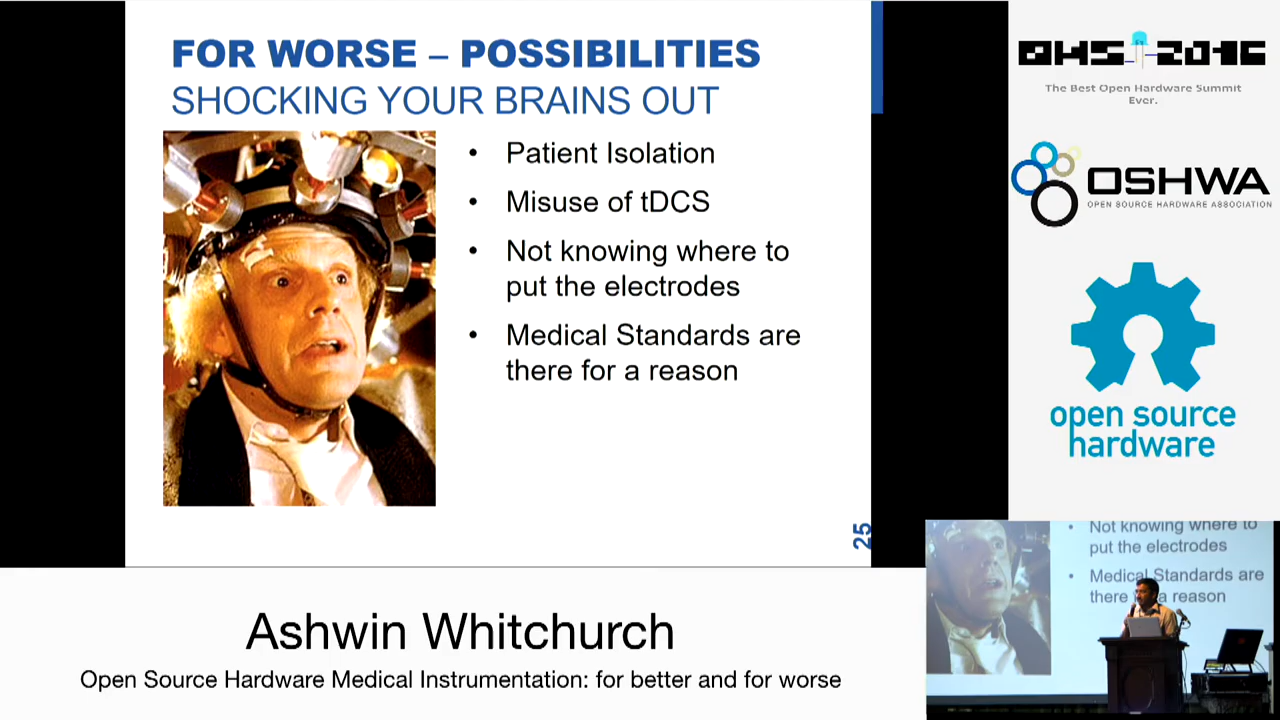 FOR WORSE – POSSIBILITIES
SHOCKING YOUR BRAINS OUT
• Patient Isolation
• Misuse of tDCS
• Not knowing where to
put the electrodes
• Medical Standards are
there for a reason
25
Ashwin Whitchurch
Open Source Hardware Medical Instrumentation: for better and for worse
OHS 2016
The Best Open Hardware Summit
Ever.
OSHWA
OPEN SOURCE HARDWARE ASSOCIATION
open source
hardware
• Not knowing where to
put the electrodes
• Medical Standards are
there a reason